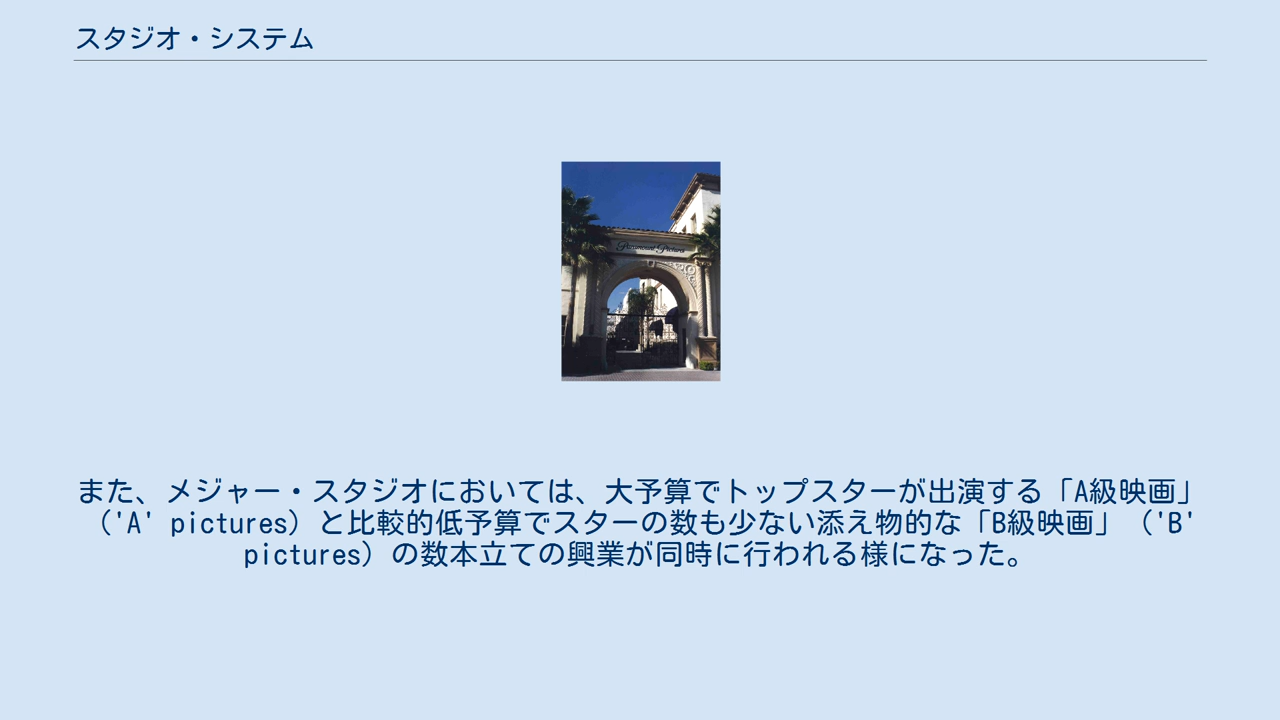 スタジオ・システム
Paramount Pictures
また、メジャー・スタジオにおいては、大予算でトップスターが出演する「A級映画」
（'A' pictures）と比較的低予算でスターの数も少ない添え物的な「B級映画」（'B'
pictures）の数本立ての興業が同時に行われる様になった。